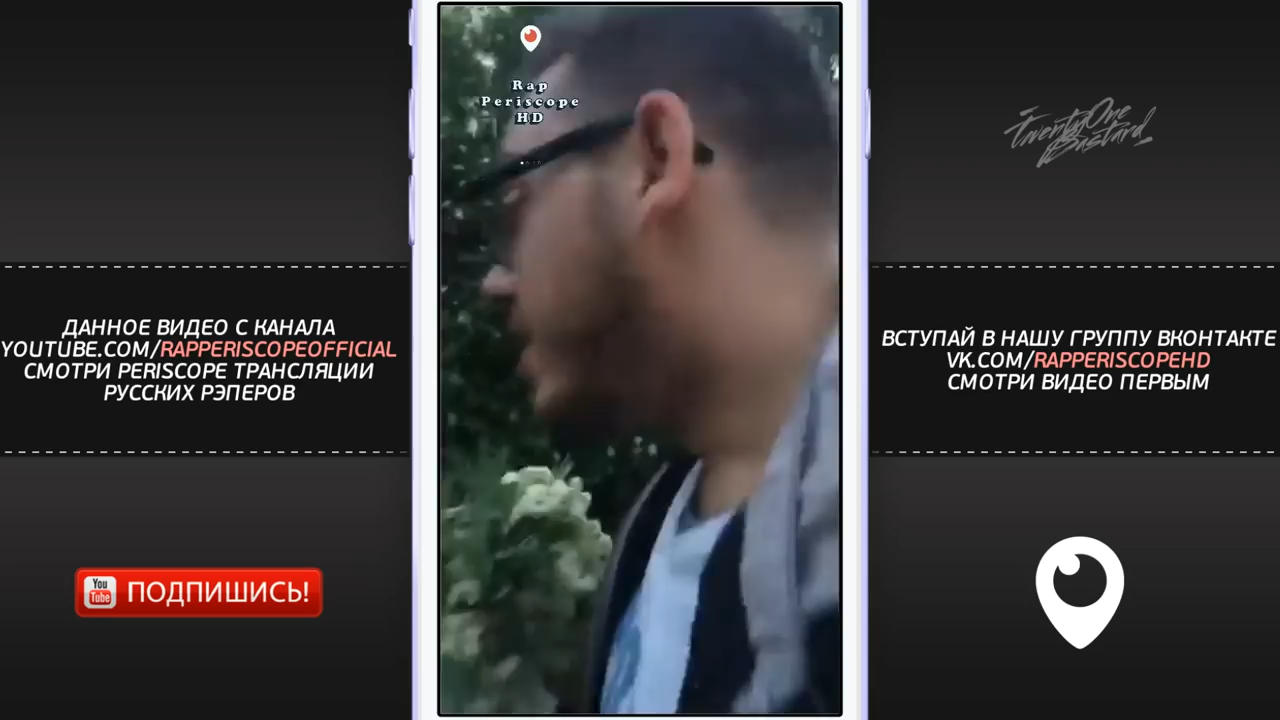 Rap
Periscope
HD
TwentyOne
Bastard
ДАННОЕ ВИДЕО С КАНАЛА
YOUTUBE.COM/RAPPERISCOPEOFFICIAL
СМОТРИ PERISCOPE ТРАНСЛЯЦИИ
РУССКИХ РЭПЕРОВ
ВСТУПАЙ В НАШУ ГРУППУ ВКОНТАКТЕ
VK.COM/RAPPERISCOPEHD
СМОТРИ ВИДЕО ПЕРВЫМ
You
Tube
ПОДПИШИСЬ!